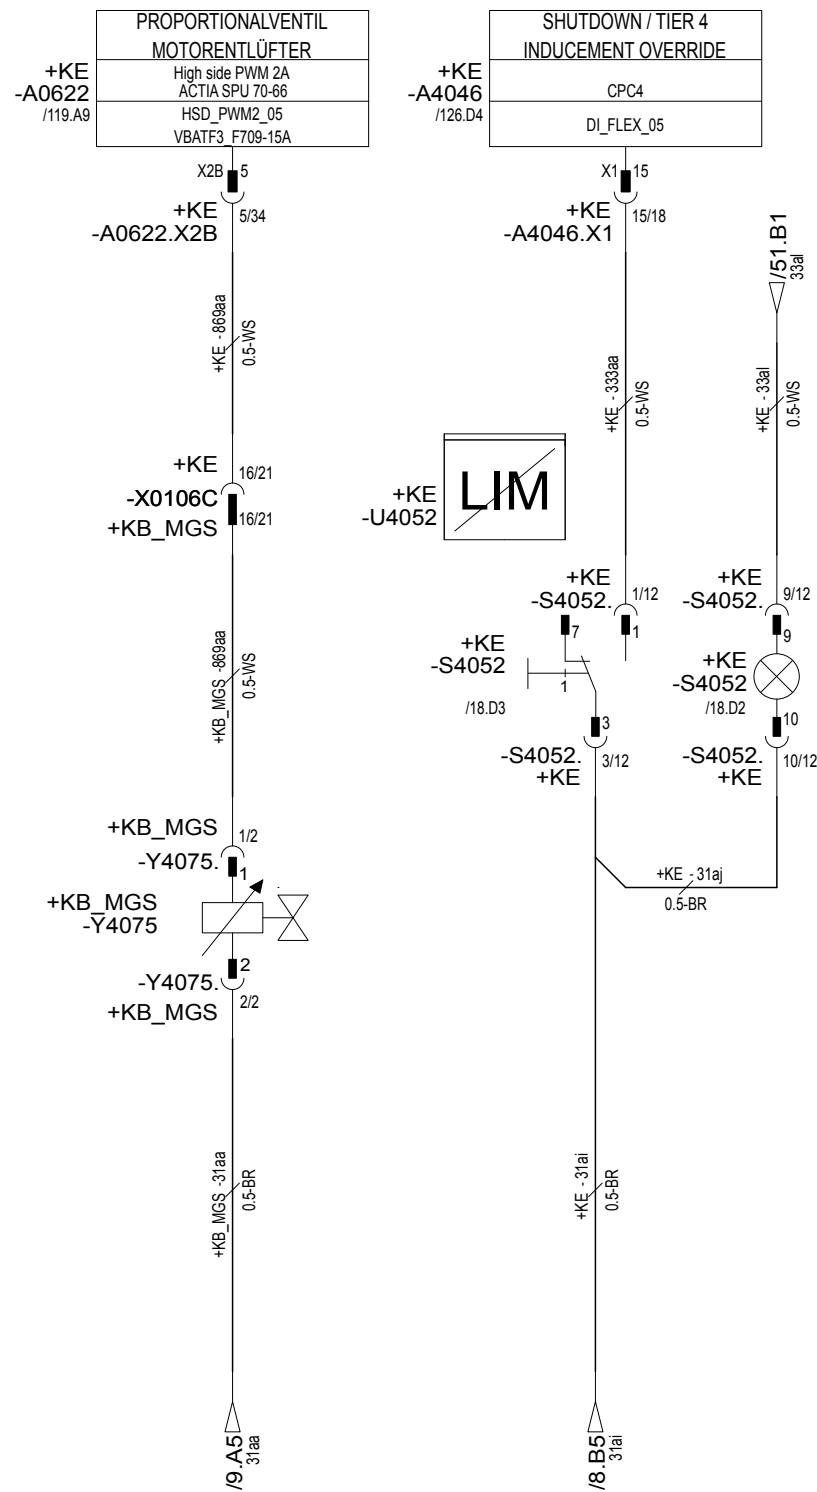 PROPORTIONALVENTIL
MOTORENTLÜFTER
High side PWM 2A
ACTIA SPU 70-66
HSD_PWM2_05
VBATF3_F709-15A
+KE
-A0622
/119.A9
X2B 5
+KE
5/34
-A0622.X2B
+KE - 869aa
0.5-WS
+KE
16/21
-X0106C
16/21
+KB_MGS
+KB_MGS -869aa
0.5-WS
+KB_MGS
1/2
-Y4075.
1
+KB_MGS
-Y4075
2
-Y4075.
2/2
+KB_MGS
+KB_MGS -31aa
0.5-BR
/9.A5
31aa
SHUTDOWN / TIER 4
INDUCEMENT OVERRIDE
CPC4
DI_FLEX_05
+KE
-A4046
/126.D4
X1 15
+KE
15/18
-A4046.X1
+KE - 333aa
0.5-WS
LIM
+KE
-U4052
+KE
1/12
-S4052.
7
1
+KE
-S4052
1
/18.D3
3
-S4052.
3/12
+KE
+KE - 31ai
0.5-BR
/8.B5
31ai
/51.B1
33al
+KE - 33al
0.5-WS
+KE
9/12
-S4052.
9
+KE
-S4052
/18.D2
10
-S4052.
10/12
+KE
+KE - 31aj
0.5-BR